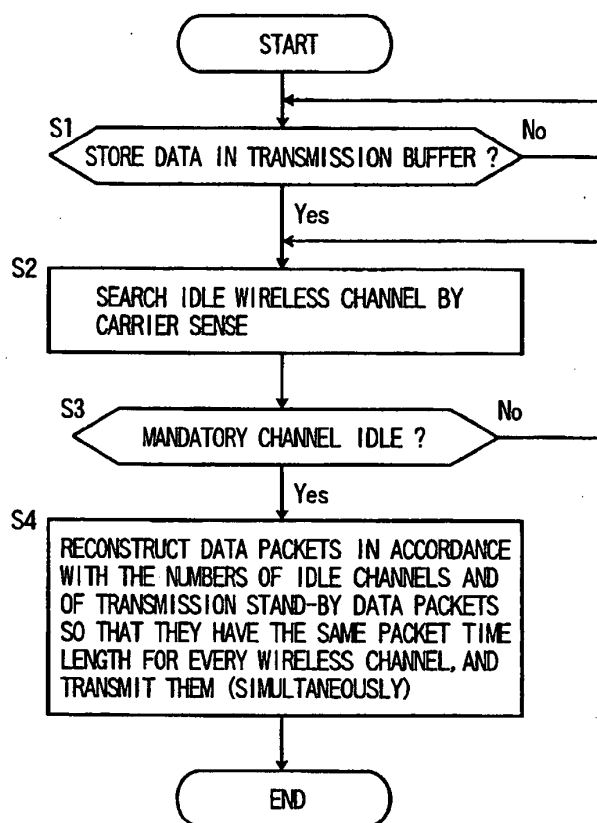 START
S1
STORE DATA IN TRANSMISSION BUFFER ?
No
Yes
S2
SEARCH IDLE WIRELESS CHANNEL BY
CARRIER SENSE
S3
MANDATORY CHANNEL IDLE ?
No
Yes
S4
RECONSTRUCT DATA PACKETS IN ACCORDANCE
WITH THE NUMBERS OF IDLE CHANNELS AND
OF TRANSMISSION STAND-BY DATA PACKETS
SO THAT THEY HAVE THE SAME PACKET TIME
LENGTH FOR EVERY WIRELESS CHANNEL, AND
TRANSMIT THEM (SIMULTANEOUSLY)
END